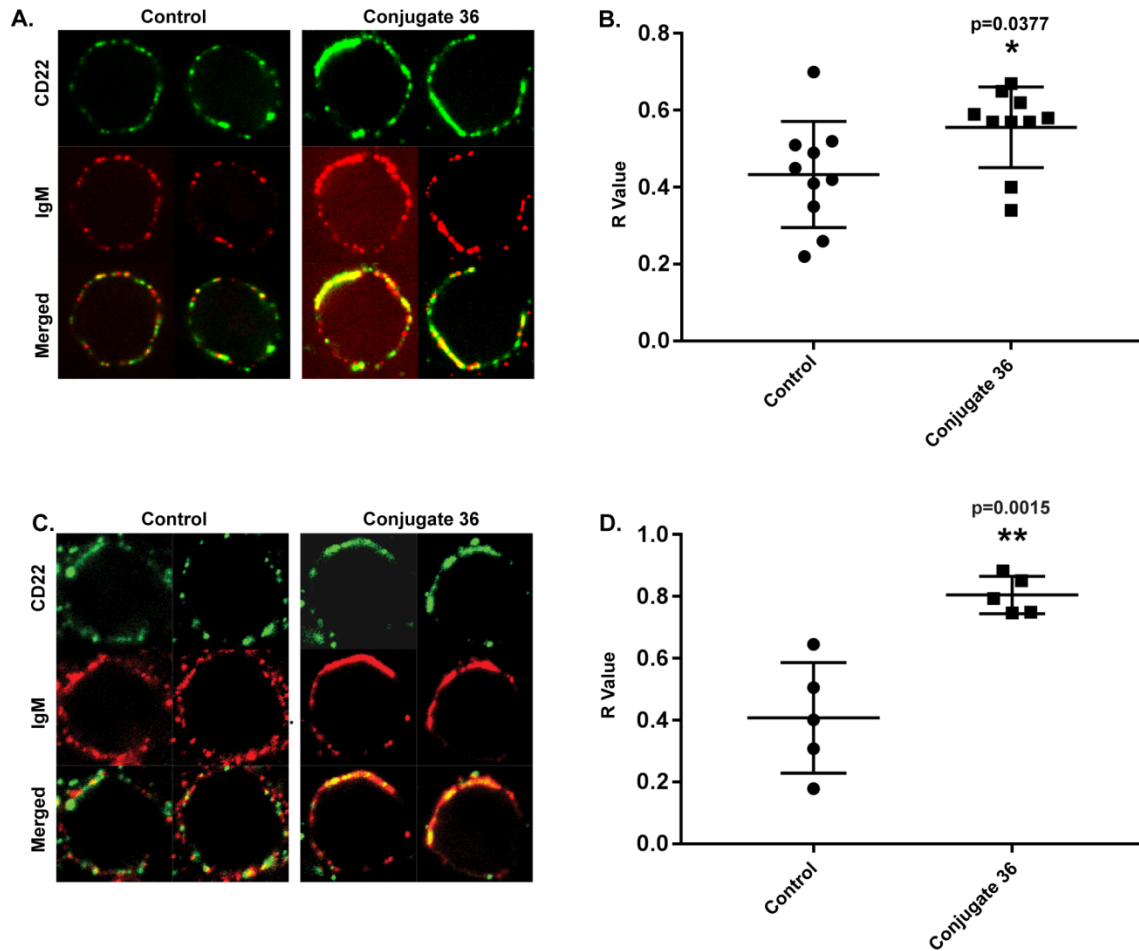 A.
Control
Conjugate 36
CD22
IgM
Merged
B.
p=0.0377
*
0.8
0.6
0.4
0.2
0.0
R Value
Control
Conjugate 36
C.
Control
Conjugate 36
CD22
IgM
Merged
D.
p=0.0015
**
1.0
0.8
0.6
0.4
0.2
0.0
R Value
Control
Conjugate 36